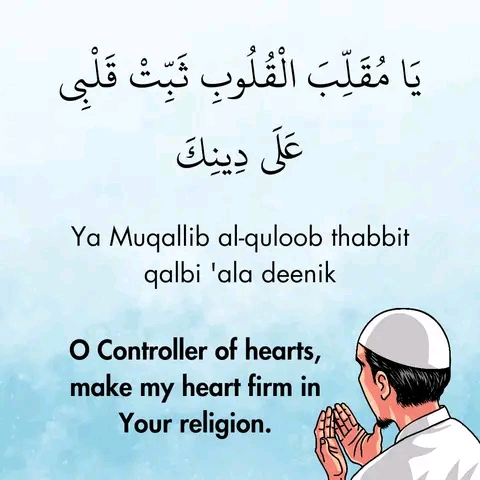 يَا مُقَلِّبَ الْقُلُوبِ ثَبِّتْ قَلْبِى
عَلَى دِينِكَ
Ya Muqallib al-quloob thabbit
qalbi 'ala deenik
O Controller of hearts,
make my heart firm in
Your religion.